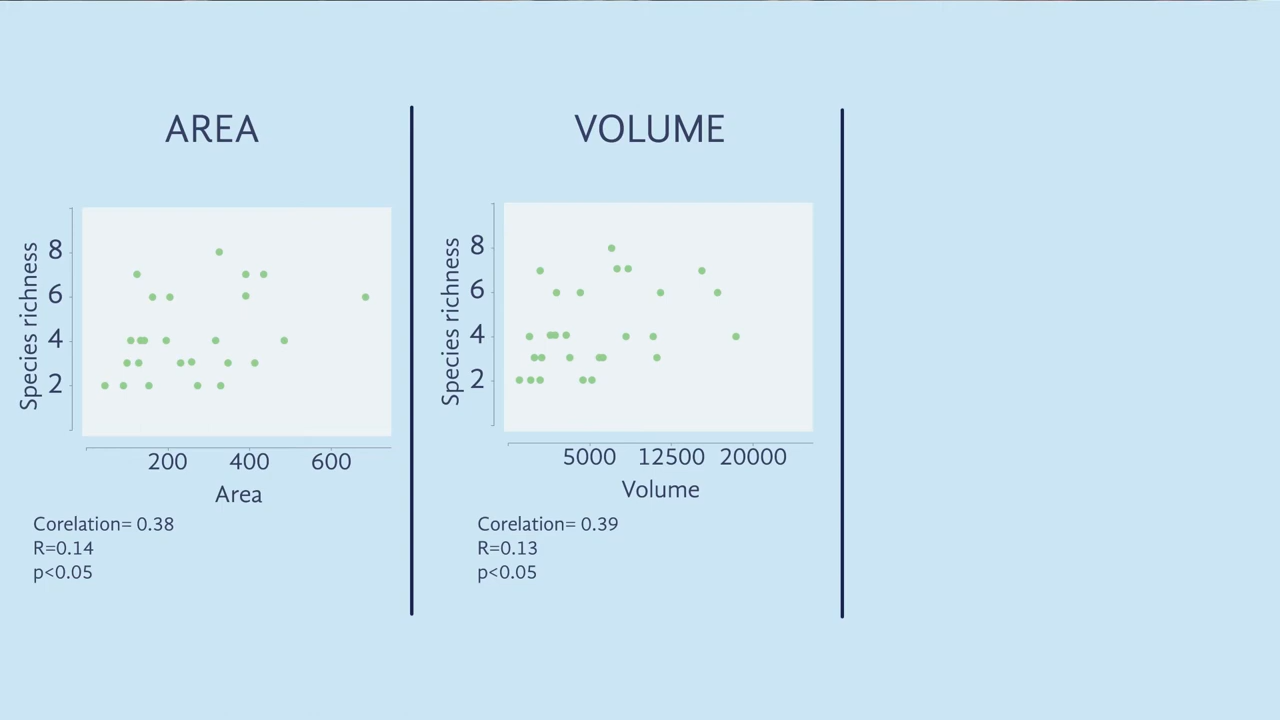 AREA
Species richness
8
6
4
2
200 400 600
Area
Corelation= 0.38
R=0.14
p<0.05
VOLUME
Species richness
8
6
4
2
5000 12500 20000
Volume
Corelation= 0.39
R=0.13
p<0.05